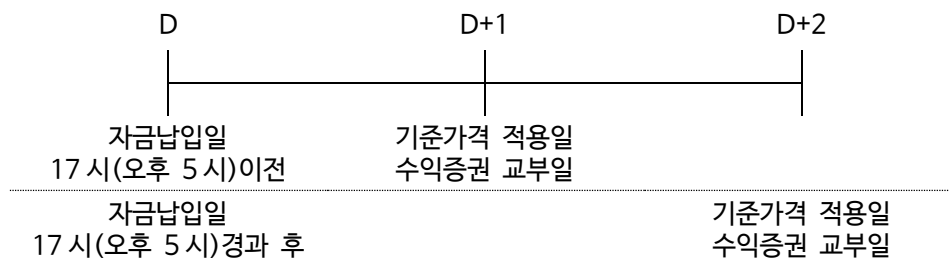 D D+1 D+2
자금납입일 기준가격 적용일
17시(오후 5시)이전 수익증권 교부일
자금납입일 기준가격 적용일
17시(오후 5시)경과 후 수익증권 교부일